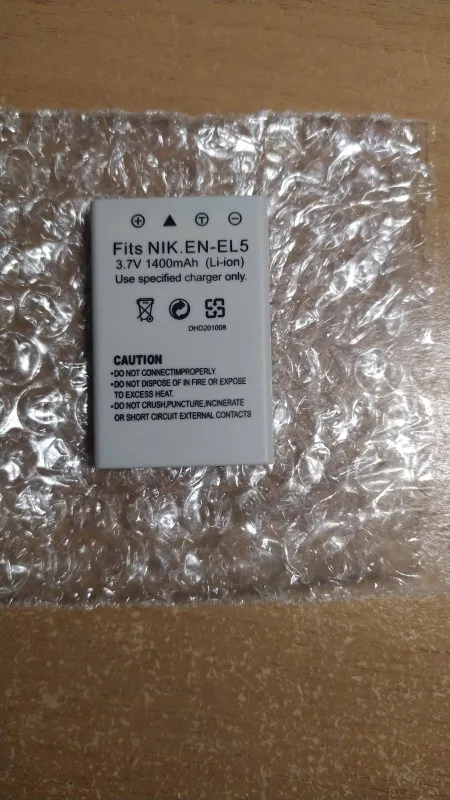 + ▲ T −
Fits NIK.EN-EL5
3.7V 1400mAh (Li-ion)
Use specified charger only.
DHD201008
CAUTION
•DO NOT CONNECTIMPROPERLY.
•DO NOT DISPOSE OF IN FIRE OR EXPOSE
TO EXCESS HEAT.
•DO NOT CRUSH,PUNCTURE,INCINERATE
OR SHORT CIRCUIT EXTERNAL CONTACTS